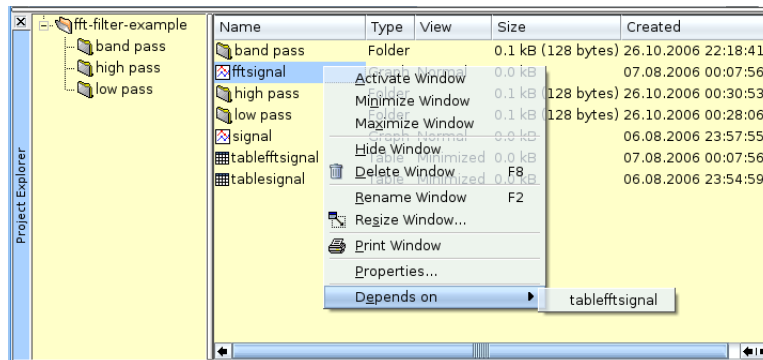 fft-filter-example
band pass
high pass
low pass
Project Explorer
Name Type View Size Created
band pass Folder 0.1 kB (128 bytes) 26.10.2006 22:18:41
fftsignal Graph Normal 0.0 kB 07.08.2006 00:07:56
high pass Folder 0.1 kB (128 bytes) 26.10.2006 00:30:53
low pass Folder 0.1 kB (128 bytes) 26.10.2006 00:28:06
signal Graph Normal 0.0 kB 06.08.2006 23:57:55
tablefftsignal Table Minimized 0.0 kB 07.08.2006 00:07:56
tablesignal Table Minimized 0.0 kB 06.08.2006 23:54:59
Activate Window
Minimize Window
Maximize Window
Hide Window
Delete Window F8
Rename Window F2
Resize Window...
Print Window
Properties...
Depends on
tablefftsignal